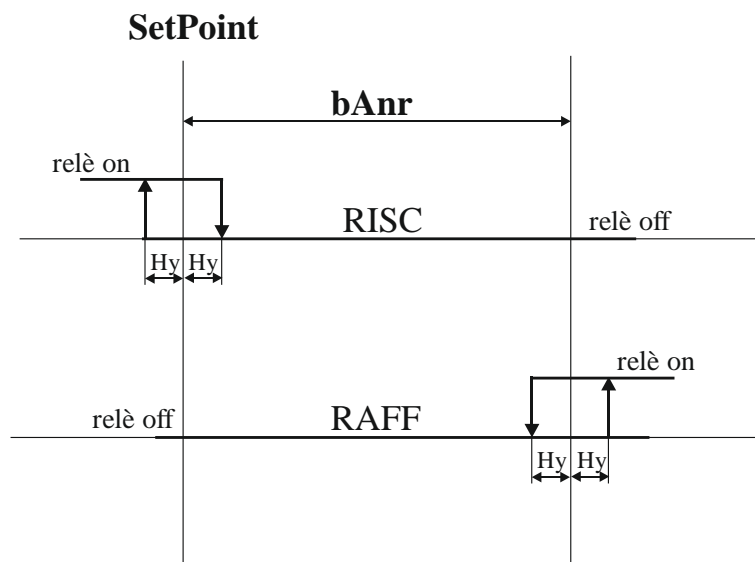 SetPoint
bAnr
relè on
RISC
relè off
Hy Hy
relè on
relè off
RAFF
Hy Hy